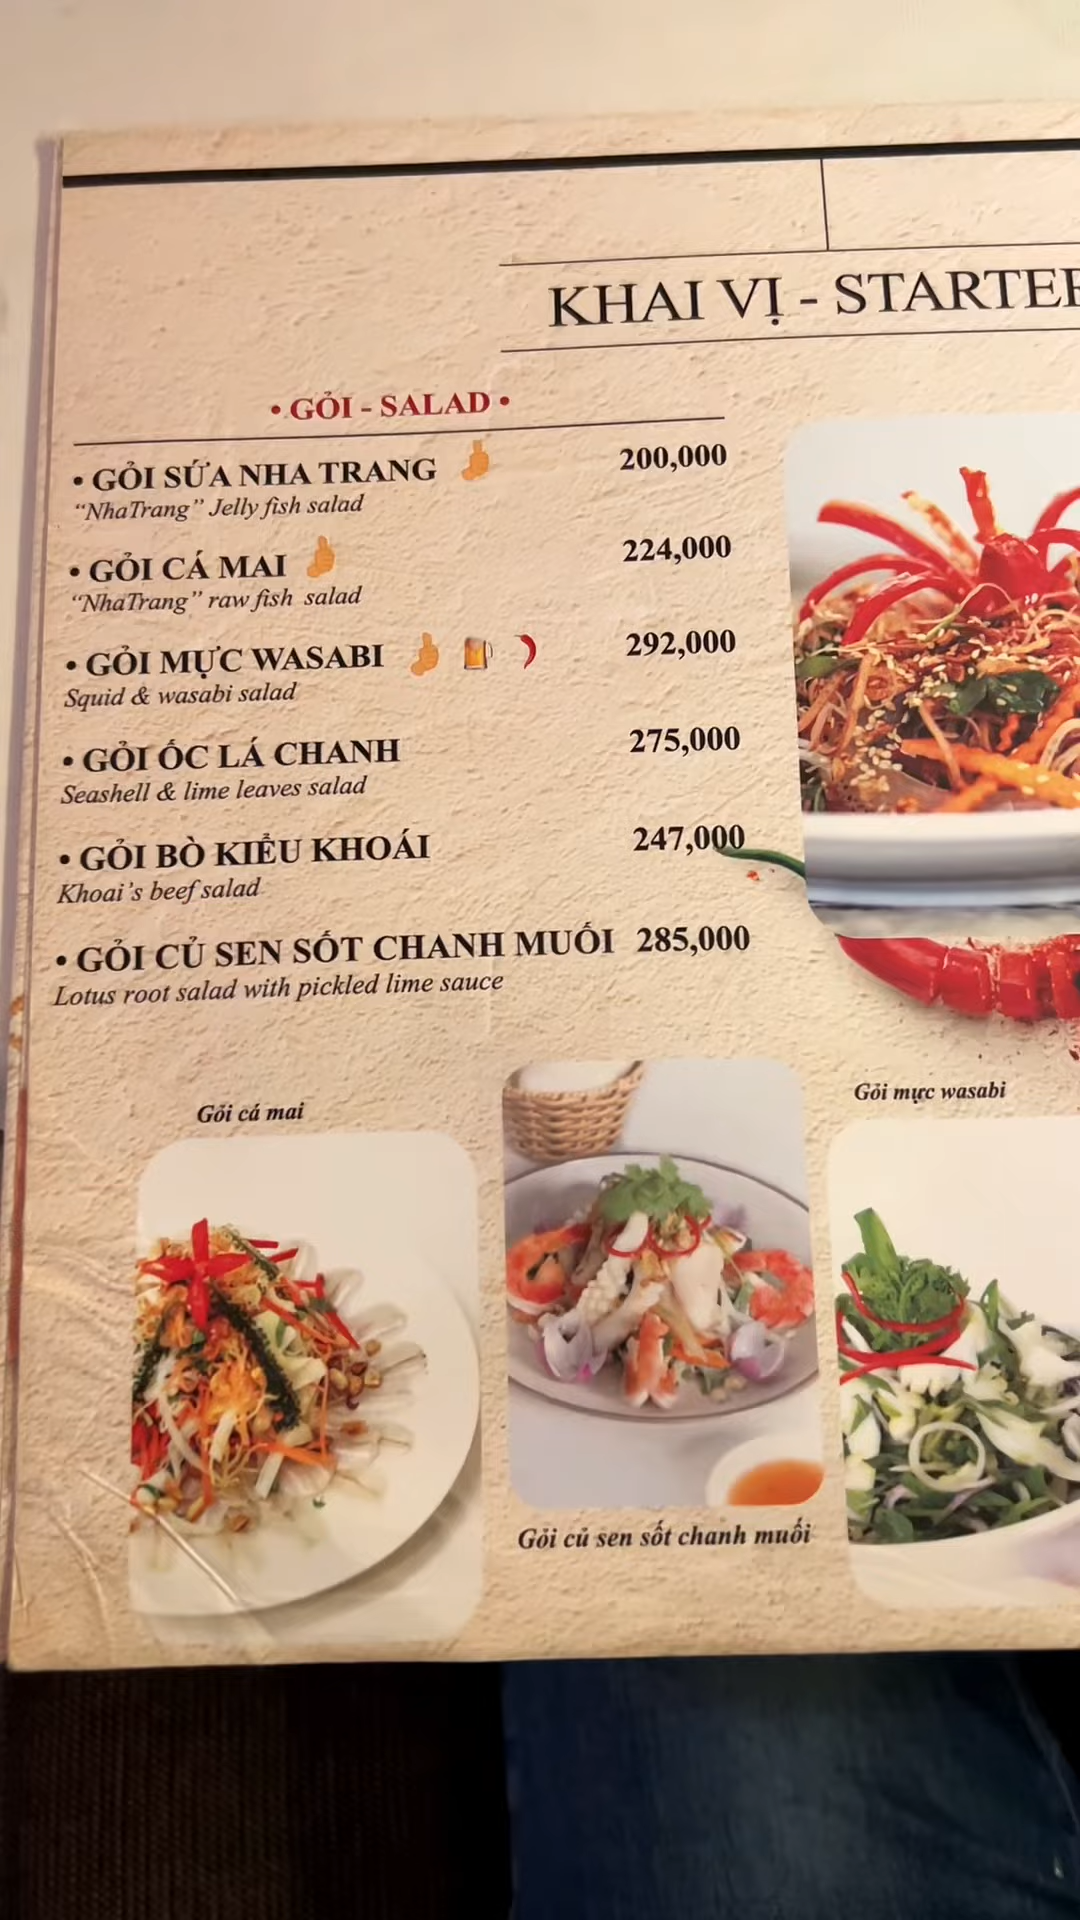 KHAI VỊ - STARTER
• GỎI - SALAD •
• GỎI SỨA NHA TRANG 200,000
“NhaTrang” Jelly fish salad
• GỎI CÁ MAI 224,000
“NhaTrang” raw fish salad
• GỎI MỰC WASABI 292,000
Squid & wasabi salad
• GỎI ỐC LÁ CHANH 275,000
Seashell & lime leaves salad
• GỎI BÒ KIỂU KHOÁI 247,000
Khoai’s beef salad
• GỎI CỦ SEN SỐT CHANH MUỐI 285,000
Lotus root salad with pickled lime sauce
Gỏi cá mai
Gỏi mực wasabi
Gỏi củ sen sốt chanh muối